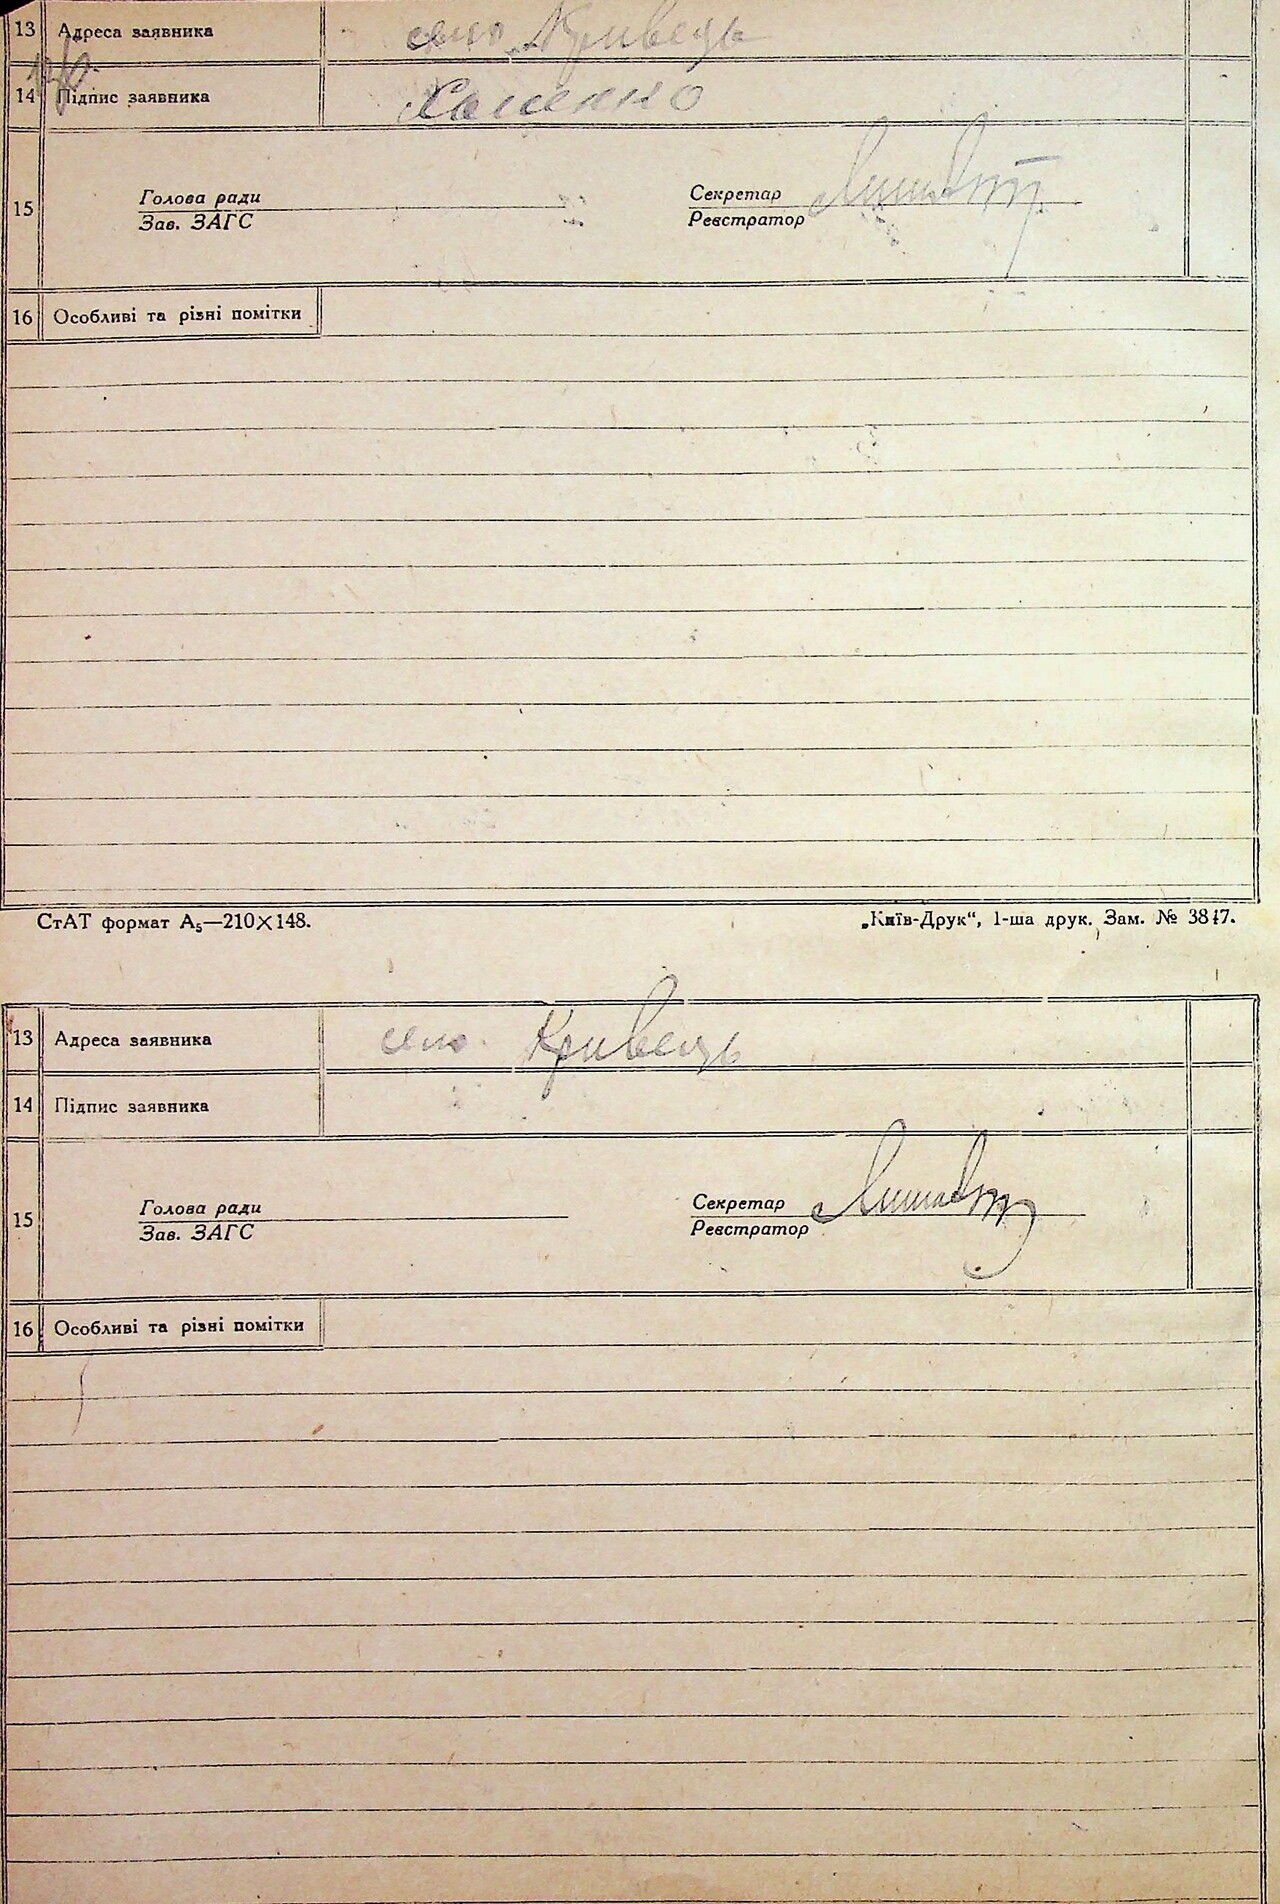 13 Адреса заявника село Кривець
14 Підпис заявника
15 Голова ради Секретар
Зав. ЗАГС Реєстратор
16 Особливі та різні помітки
СтАТ формат А₅—210×148. „Київ-Друк“, 1-ша друк. Зам. № 3817.
13 Адреса заявника село Кривець
14 Підпис заявника
15 Голова ради Секретар
Зав. ЗАГС Реєстратор
16 Особливі та різні помітки